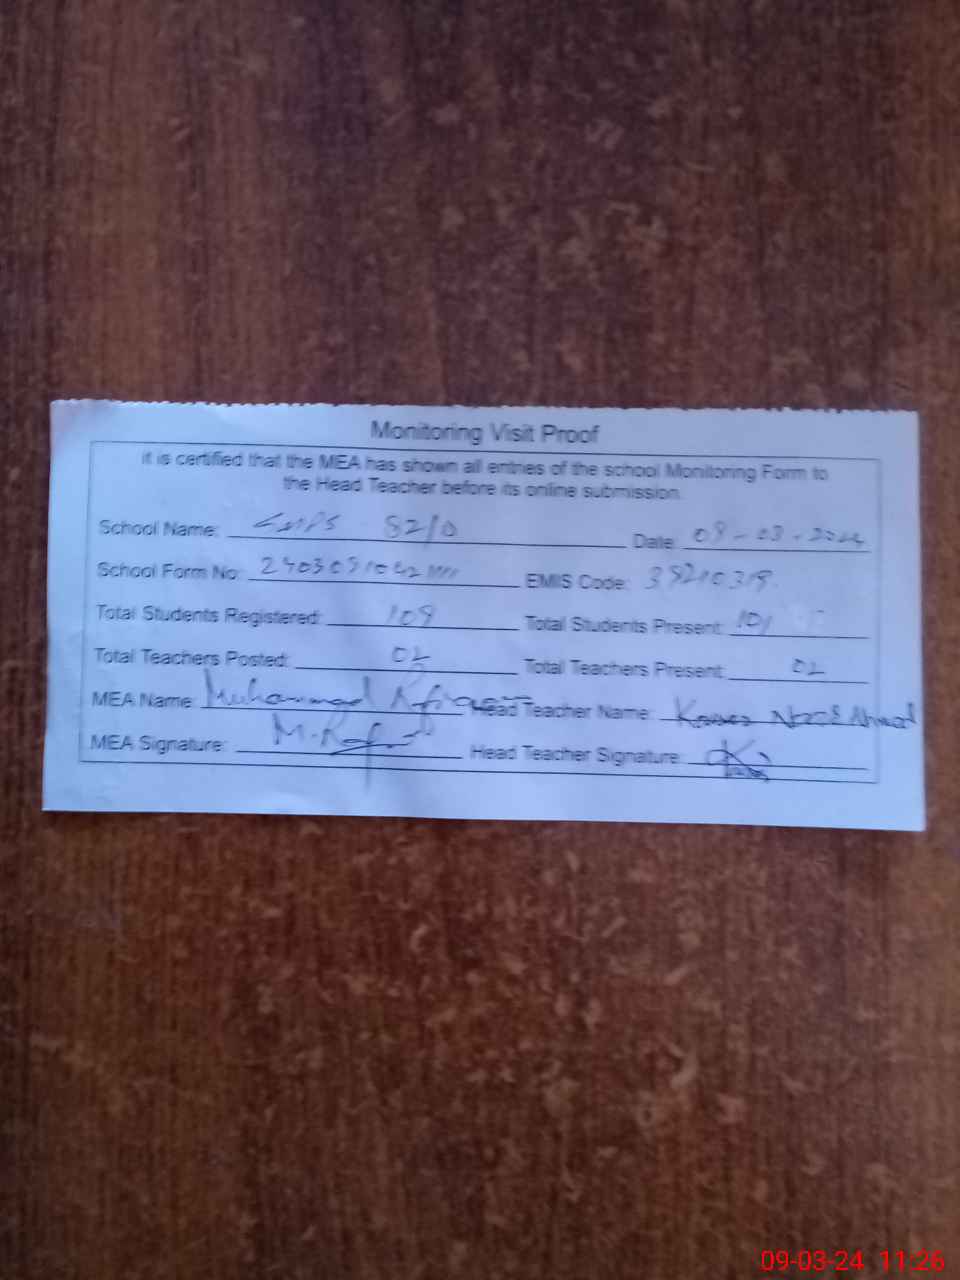 Monitoring Visit Proof
it is certified that the MEA has shown all entries of the school Monitoring Form to
the Head Teacher before its online submission.
School Name: 82/D Date: 09-03-2024
School Form No: EMIS Code:
Total Students Registered: 109 Total Students Present: 101
Total Teachers Posted: 02 Total Teachers Present: 02
MEA Name: Muhammad Head Teacher Name: Ahmad
MEA Signature: Head Teacher Signature:
09-03-24 11:26